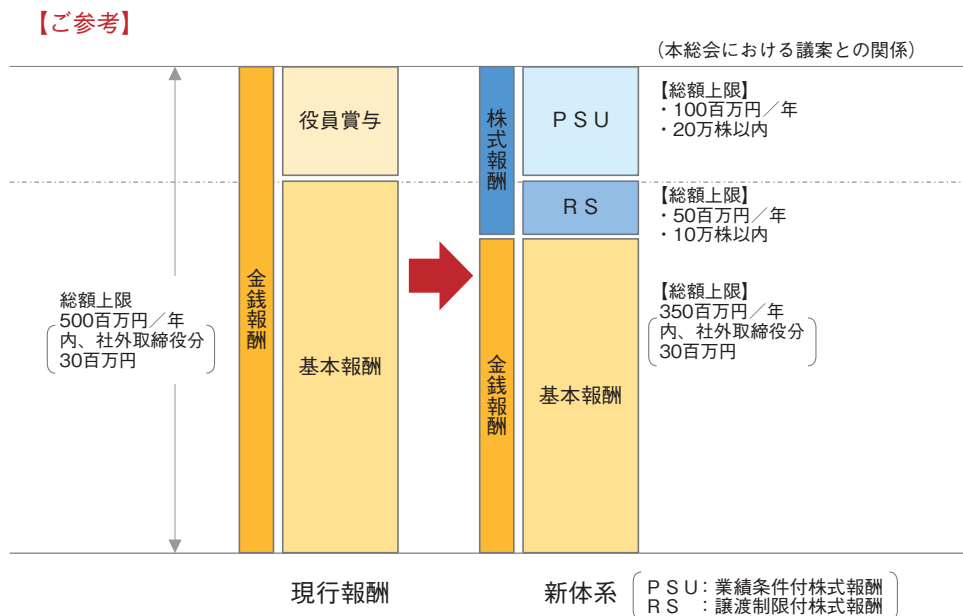 【ご参考】
（本総会における議案との関係）
総額上限
500百万円／年
内、社外取締役分
30百万円
金銭報酬
役員賞与
基本報酬
株式報酬
金銭報酬
ＰＳＵ
ＲＳ
基本報酬
【総額上限】
・100百万円／年
・20万株以内
【総額上限】
・50百万円／年
・10万株以内
【総額上限】
350百万円／年
内、社外取締役分
30百万円
現行報酬
新体系
ＰＳＵ：業績条件付株式報酬
ＲＳ　：譲渡制限付株式報酬